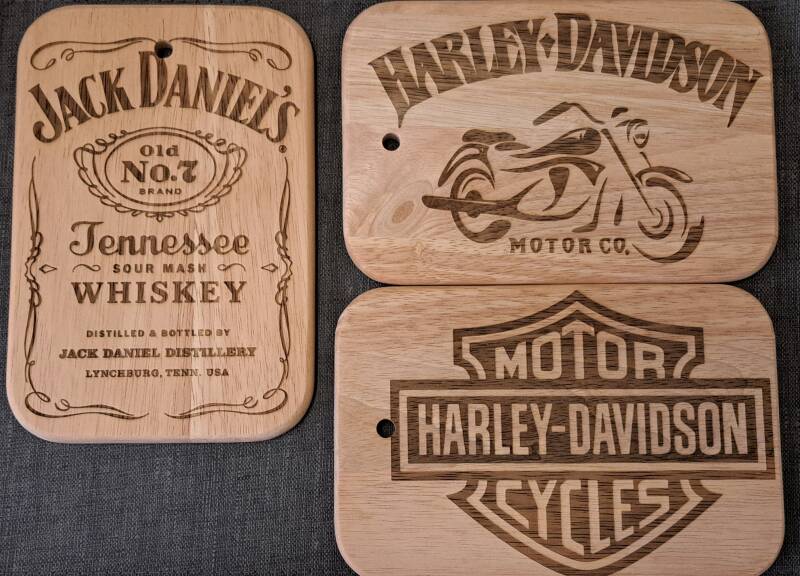 JACK DANIEL'S
Old
No.7
BRAND
Tennessee
SOUR MASH
WHISKEY
DISTILLED & BOTTLED BY
JACK DANIEL DISTILLERY
LYNCHBURG, TENN. USA
HARLEY-DAVIDSON
MOTOR CO.
MOTOR
HARLEY-DAVIDSON
CYCLES